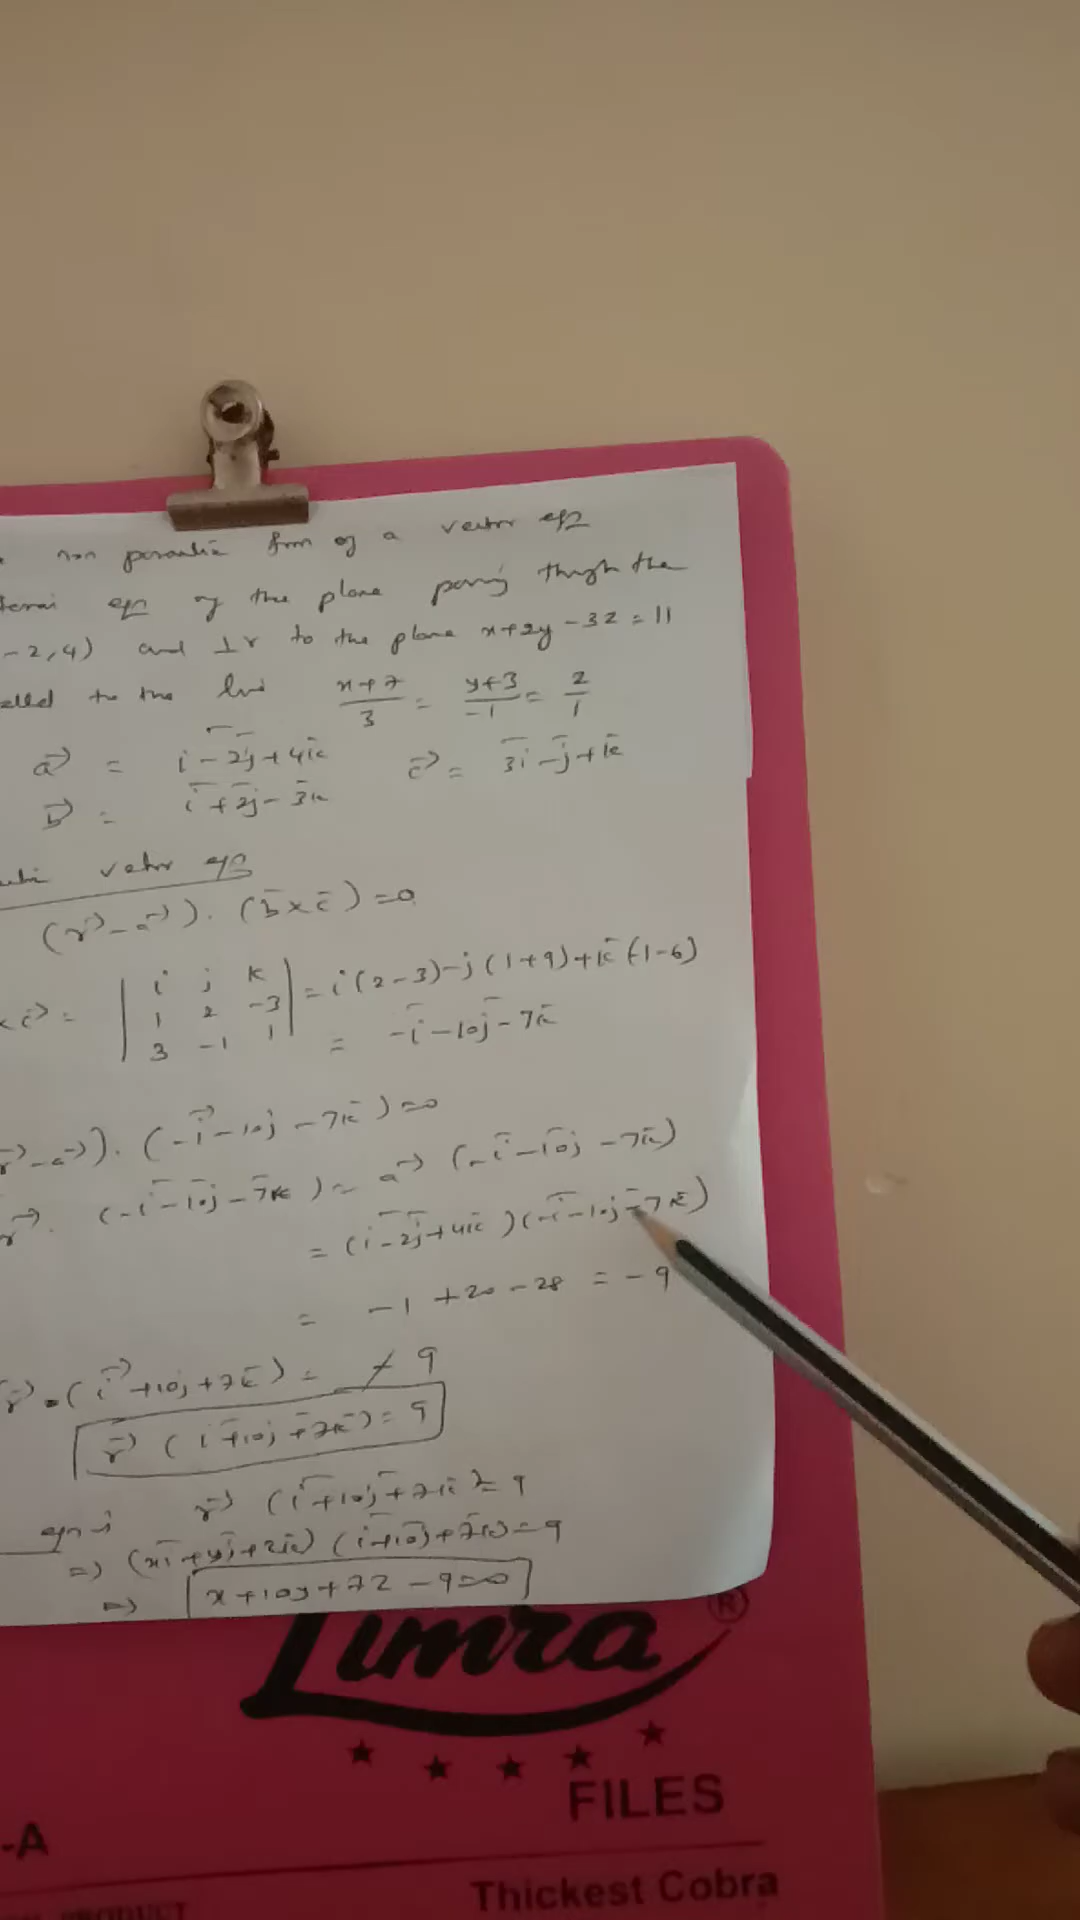 non parametric form of a vector eqn
eqn of the plane passing through the
-2,4) and ⊥r to the plane x+2y-3z=11
to the line x+7/3 = y+3/-1 = z/1
a⃗ = i-2j+4k c⃗ = 3i-j+k
b⃗ = i+2j-3k
vector eqn
(r⃗-a⃗).(b×c)=0
×c⃗ = | i j k | = i(2-3)-j(1+9)+k(-1-6)
1 2 -3
3 -1 1
= -i-10j-7k
r⃗-a⃗).(-i-10j-7k)=0
r⃗.(-i-10j-7k)= a⃗(-i-10j-7k)
= (i-2j+4k)(-i-10j-7k)
= -1+20-28 = -9
r⃗.(i+10j+7k) = 9
r⃗(i+10j+7k)=9
eqn r⃗(i+10j+7k)=9
⇒ (xi+yj+zk)(i+10j+7k)=9
⇒ x+10y+7z-9=0
Limra®
FILES
-A
PRODUCT
Thickest Cobra